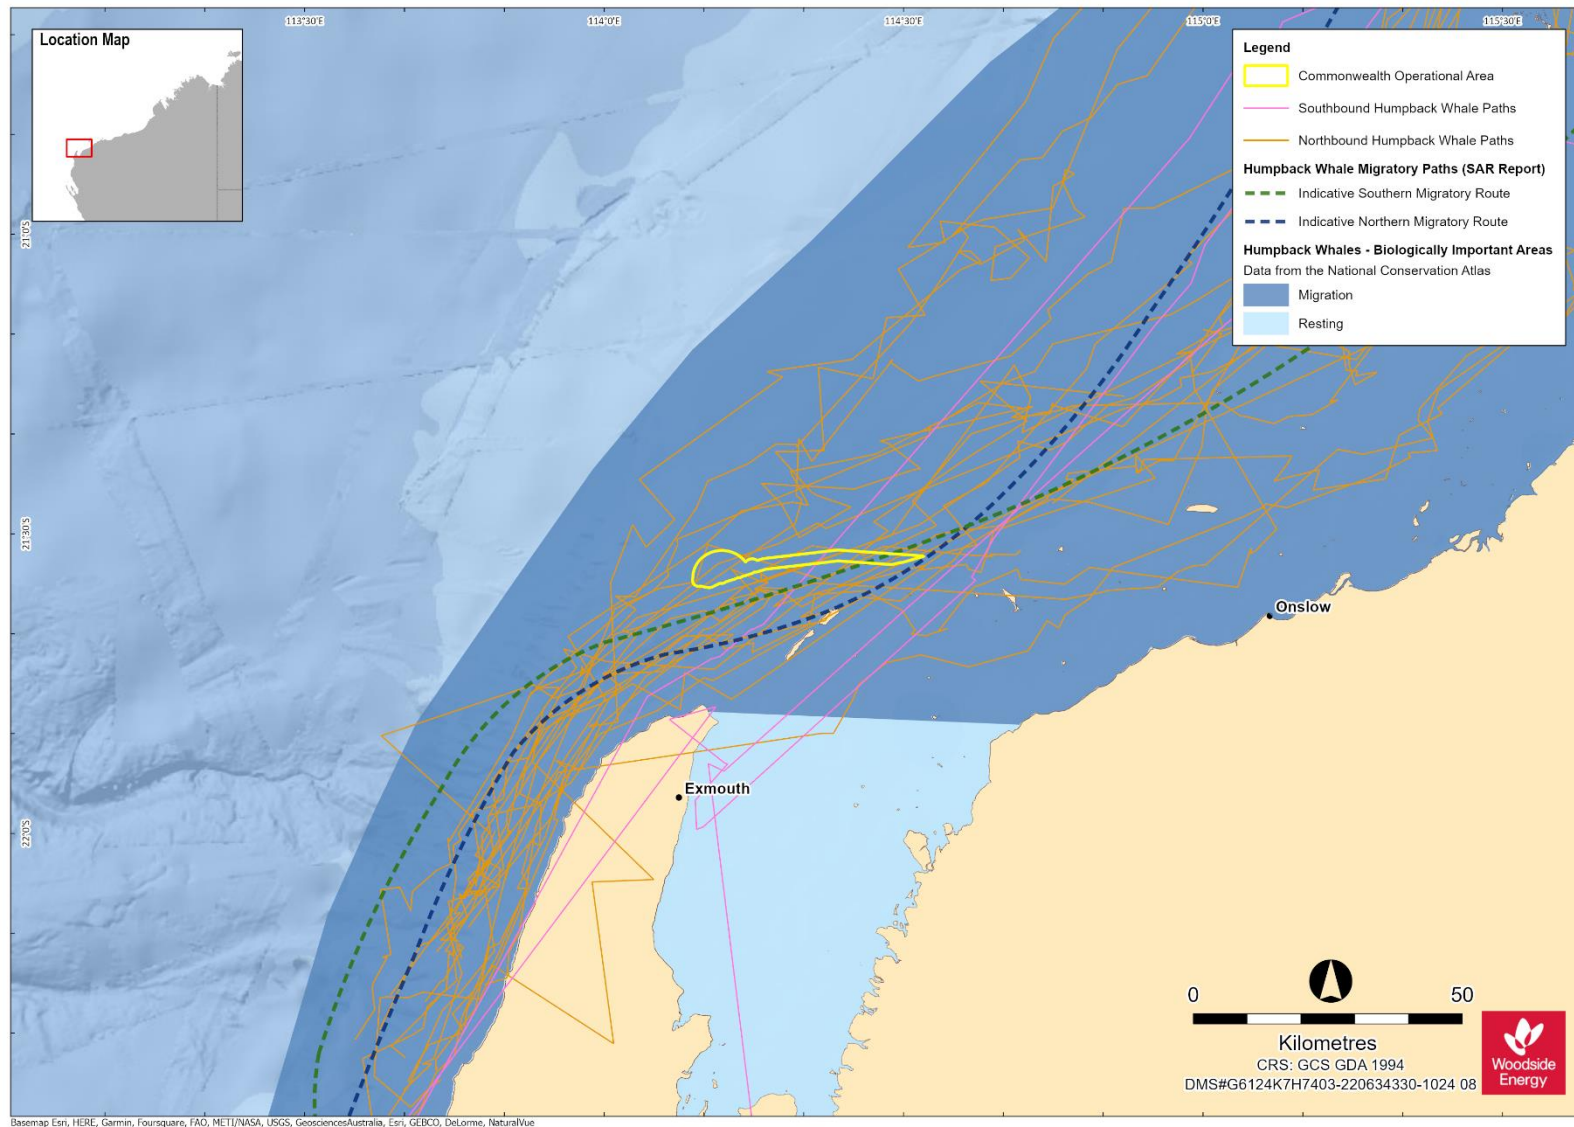 113°30'E
114°0'E
114°30'E
115°0'E
115°30'E
Location Map
Legend
Commonwealth Operational Area
Southbound Humpback Whale Paths
Northbound Humpback Whale Paths
Humpback Whale Migratory Paths (SAR Report)
Indicative Southern Migratory Route
Indicative Northern Migratory Route
Humpback Whales - Biologically Important Areas
Data from the National Conservation Atlas
Migration
Resting
21°0'S
21°30'S
Onslow
Exmouth
22°0'S
0 50
Kilometres
CRS: GCS GDA 1994
DMS#G6124K7H7403-220634330-1024 08
Woodside
Energy
Basemap Esri, HERE, Garmin, Foursquare, FAO, METI/NASA, USGS, GeosciencesAustralia, Esri, GEBCO, DeLorme, NaturalVue